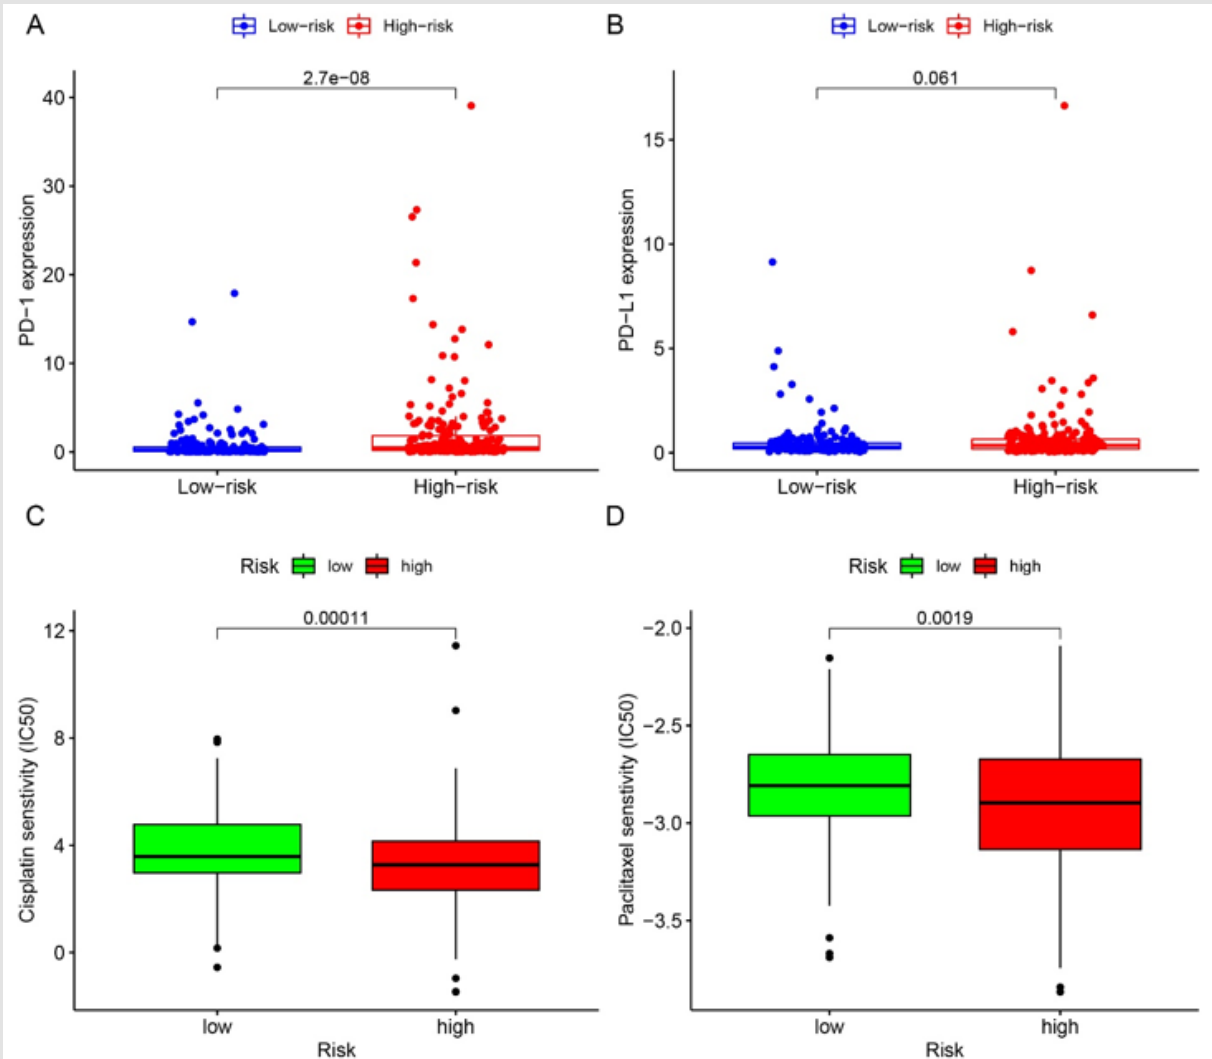 A
Low−risk High−risk
2.7e−08
PD−1 expression
40
30
20
10
0
Low−risk High−risk
B
Low−risk High−risk
0.061
PD−L1 expression
15
10
5
0
Low−risk High−risk
C
Risk low high
0.00011
Cisplatin senstivity (IC50)
12
8
4
0
low high
Risk
D
Risk low high
0.0019
Paclitaxel senstivity (IC50)
−2.0
−2.5
−3.0
−3.5
low high
Risk